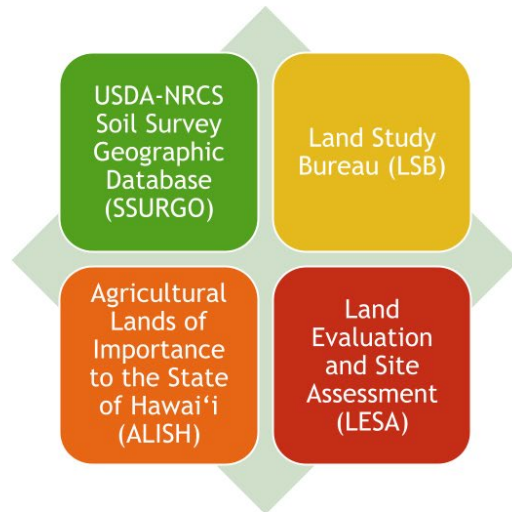 USDA-NRCS
Soil Survey
Geographic
Database
(SSURGO)
Land Study
Bureau (LSB)
Agricultural
Lands of
Importance
to the State
of Hawaiʻi
(ALISH)
Land
Evaluation
and Site
Assessment
(LESA)